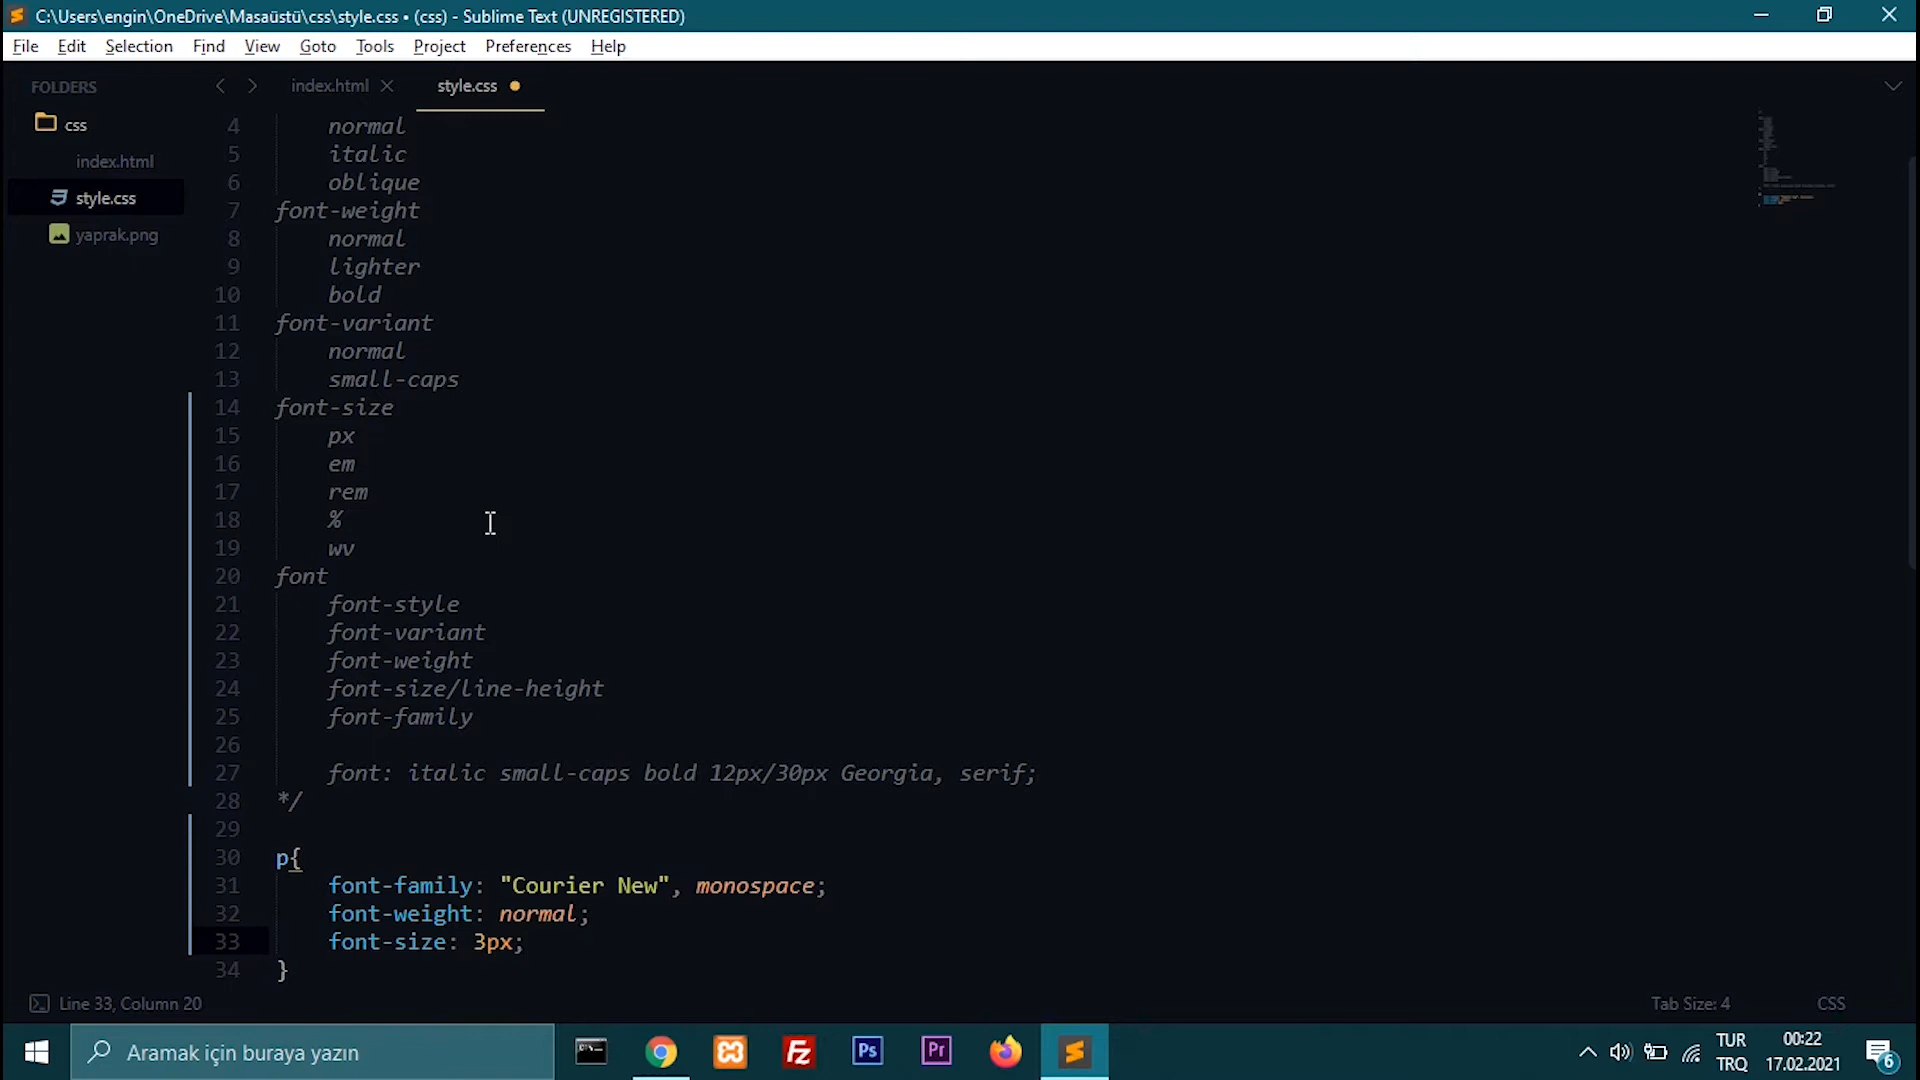 C:\Users\engin\OneDrive\Masaüstü\css\style.css • (css) - Sublime Text (UNREGISTERED)
File Edit Selection Find View Goto Tools Project Preferences Help
FOLDERS
css
index.html
style.css
yaprak.png
index.html
style.css
4 normal
5 italic
6 oblique
7 font-weight
8 normal
9 lighter
10 bold
11 font-variant
12 normal
13 small-caps
14 font-size
15 px
16 em
17 rem
18 %
19 wv
20 font
21 font-style
22 font-variant
23 font-weight
24 font-size/line-height
25 font-family
26
27 font: italic small-caps bold 12px/30px Georgia, serif;
28 */
29
30 p{
31 font-family: "Courier New", monospace;
32 font-weight: normal;
33 font-size: 3px;
34 }
Line 33, Column 20
Tab Size: 4
CSS
Aramak için buraya yazın
Ps
Pr
TUR
TRQ
00:22
17.02.2021
6